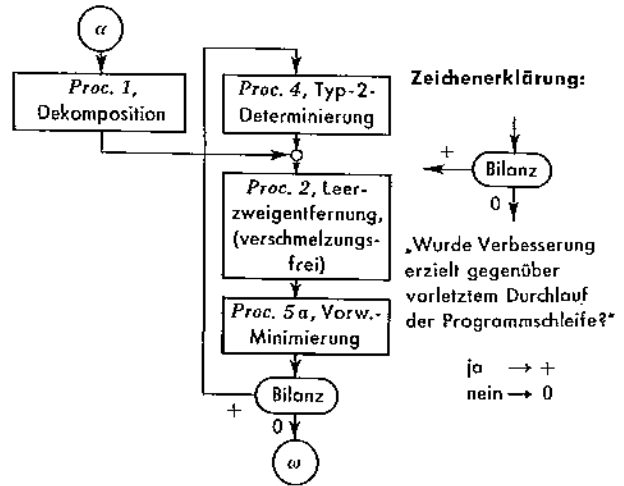 α
Proc. 1,
Dekomposition
Proc. 4, Typ-2-
Determinierung
Proc. 2, Leer-
zweigentfernung,
(verschmelzungs-
frei)
Proc. 5a, Vorw.-
Minimierung
Bilanz
+
0
ω
Zeichenerklärung:
+
Bilanz
0
„Wurde Verbesserung
erzielt gegenüber
vorletztem Durchlauf
der Programmschleife?“
ja → +
nein → 0